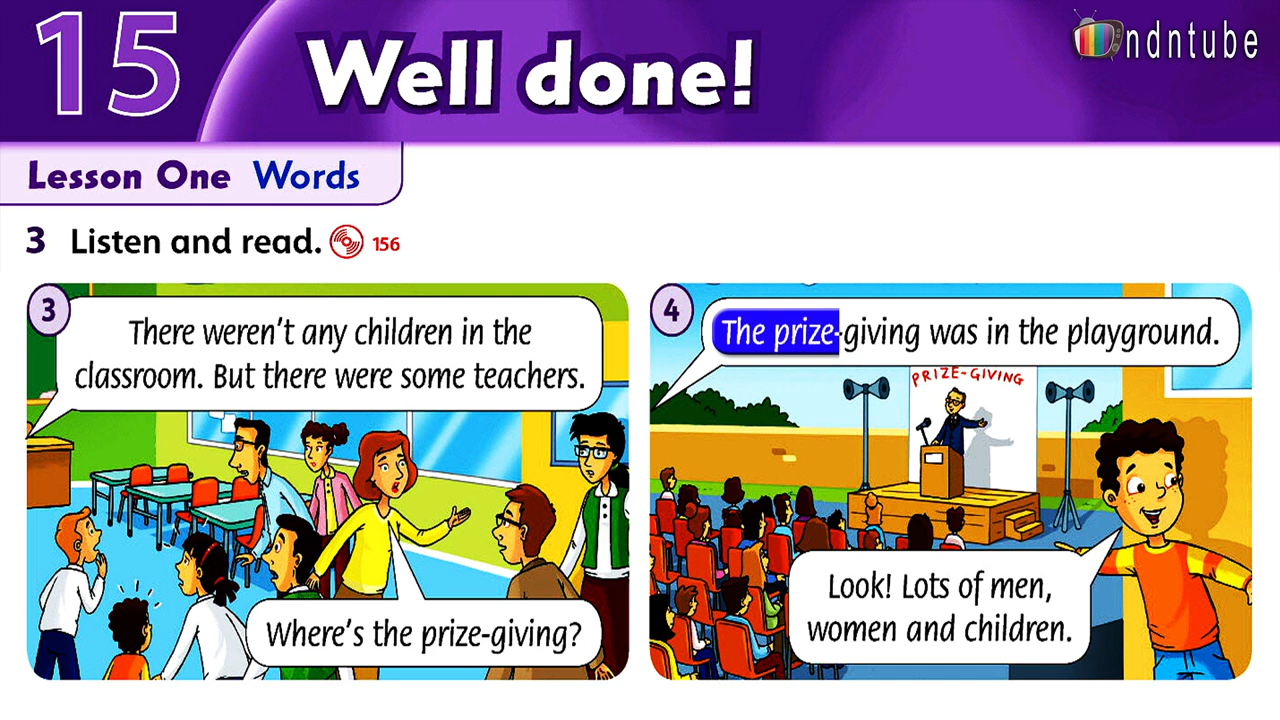 15
Well done!
ndntube
Lesson One Words
3 Listen and read. 156
3
There weren't any children in the
classroom. But there were some teachers.
Where's the prize-giving?
4
The prize-giving was in the playground.
PRIZE-GIVING
Look! Lots of men,
women and children.